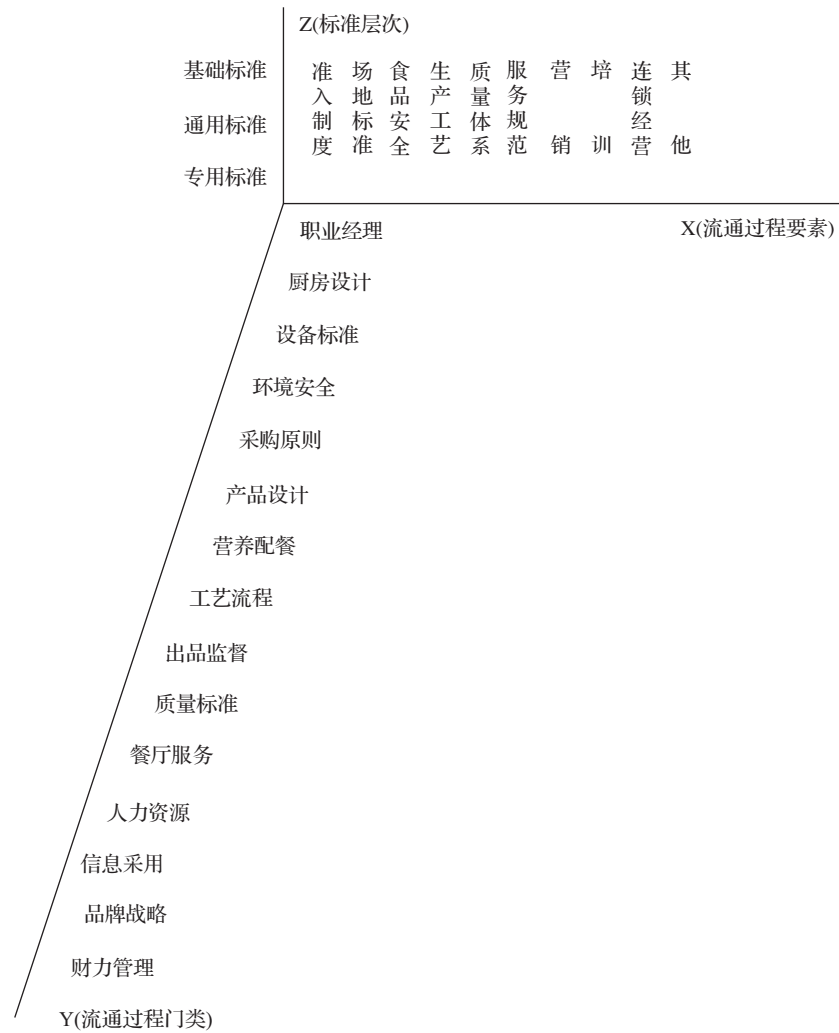 Z(标准层次)
基础标准
通用标准
专用标准
准入制度
场地标准
食品安全
生产工艺
质量体系
服务规范
营销
培训
连锁经营
其他
X(流通过程要素)
职业经理
厨房设计
设备标准
环境安全
采购原则
产品设计
营养配餐
工艺流程
出品监督
质量标准
餐厅服务
人力资源
信息采用
品牌战略
财力管理
Y(流通过程门类)